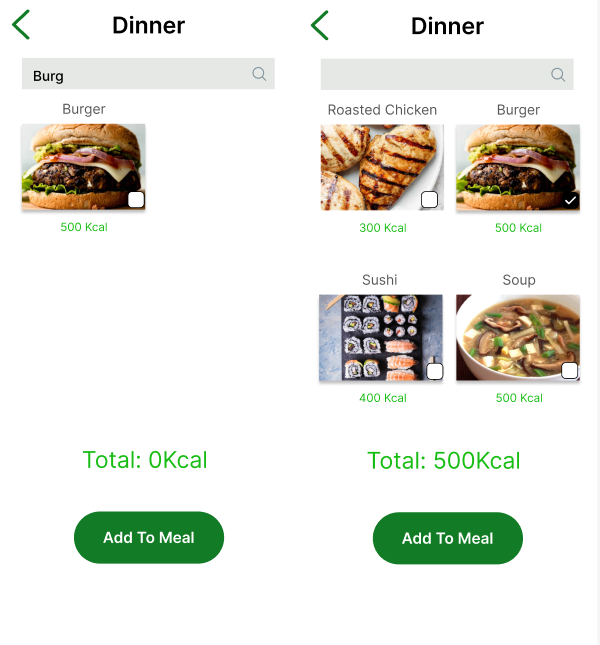 Dinner
Burg
Burger
500 Kcal
Total: 0Kcal
Add To Meal
Dinner
Roasted Chicken
Burger
300 Kcal
500 Kcal
Sushi
Soup
400 Kcal
500 Kcal
Total: 500Kcal
Add To Meal